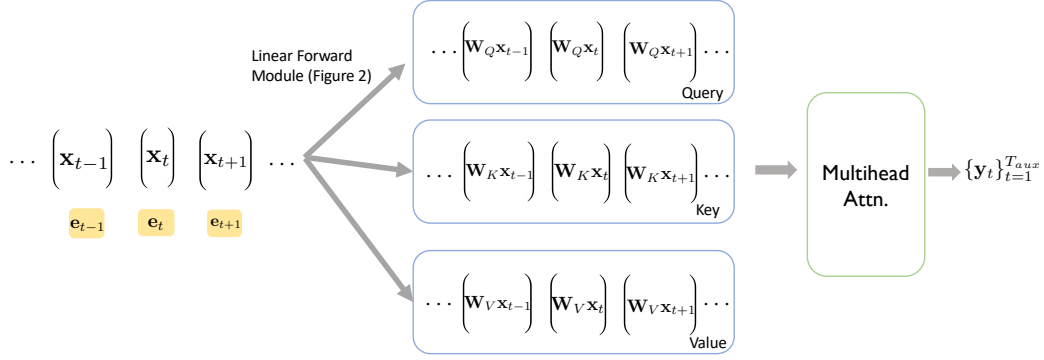 Linear Forward
Module (Figure 2)
… (x_{t−1}) (x_t) (x_{t+1}) …
e_{t−1} e_t e_{t+1}
… (W_Q x_{t−1}) (W_Q x_t) (W_Q x_{t+1}) …
Query
… (W_K x_{t−1}) (W_K x_t) (W_K x_{t+1}) …
Key
… (W_V x_{t−1}) (W_V x_t) (W_V x_{t+1}) …
Value
Multihead
Attn.
{y_t}_{t=1}^{T_{aux}}